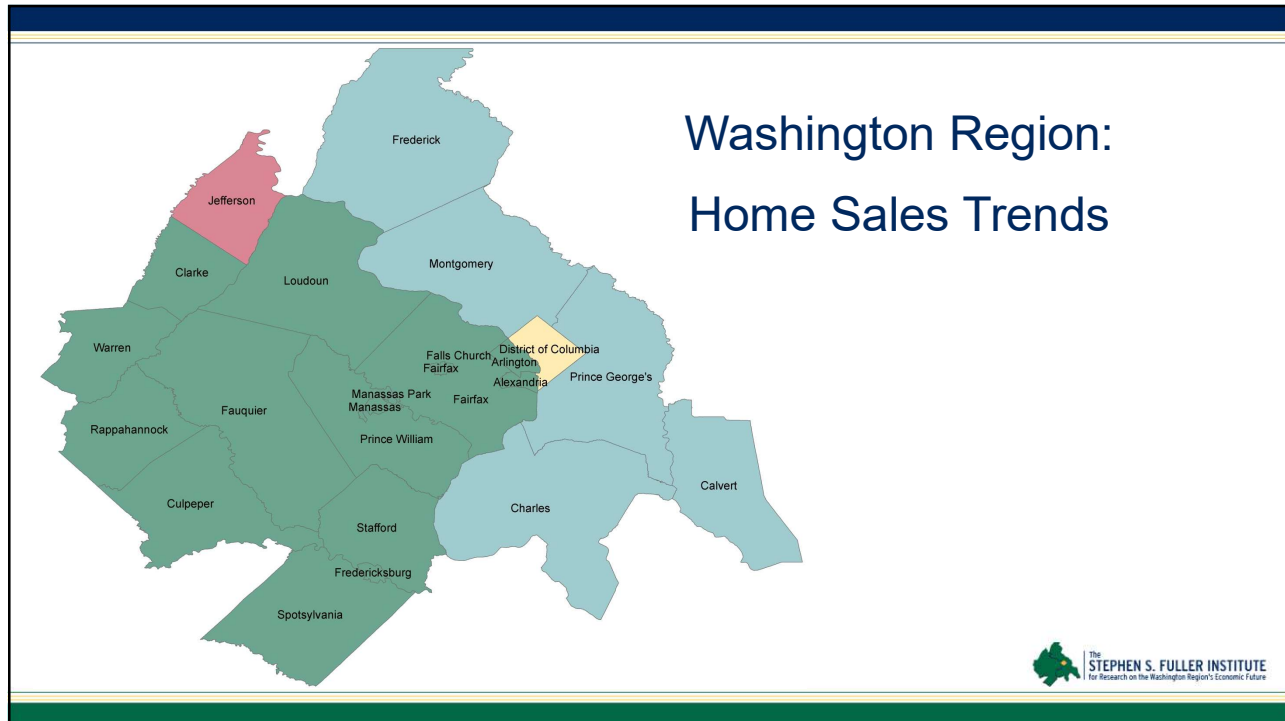 Washington Region:
Home Sales Trends
Frederick
Jefferson
Montgomery
Clarke
Loudoun
Warren
Falls Church
Fairfax
District of Columbia
Arlington
Alexandria
Prince George's
Manassas Park
Manassas
Fairfax
Fauquier
Rappahannock
Prince William
Calvert
Culpeper
Charles
Stafford
Fredericksburg
Spotsylvania
The
STEPHEN S. FULLER INSTITUTE
for Research on the Washington Region's Economic Future